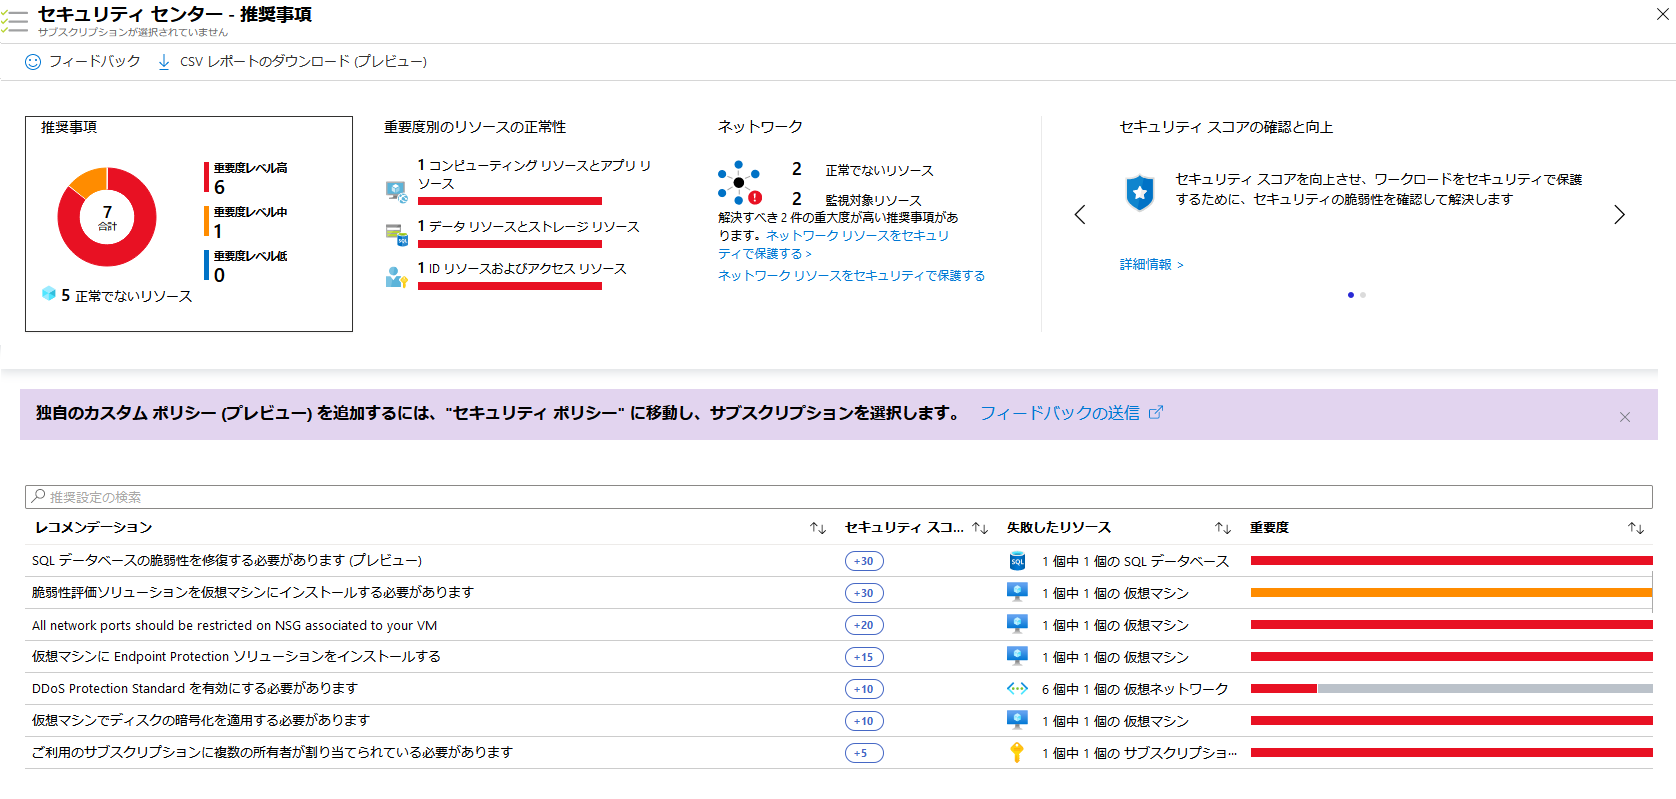 セキュリティ センター - 推奨事項
サブスクリプションが選択されていません
フィードバック
CSV レポートのダウンロード (プレビュー)
推奨事項
7
合計
重要度レベル高
6
重要度レベル中
1
重要度レベル低
0
5 正常でないリソース
重要度別のリソースの正常性
1 コンピューティング リソースとアプリ リ
ソース
1 データ リソースとストレージ リソース
1 ID リソースおよびアクセス リソース
ネットワーク
2 正常でないリソース
2 監視対象リソース
解決すべき 2 件の重大度が高い推奨事項があ
ります。ネットワーク リソースをセキュリ
ティで保護する >
ネットワーク リソースをセキュリティで保護する
セキュリティ スコアの確認と向上
セキュリティ スコアを向上させ、ワークロードをセキュリティで保護
するために、セキュリティの脆弱性を確認して解決します
詳細情報 >
独自のカスタム ポリシー (プレビュー) を追加するには、"セキュリティ ポリシー" に移動し、サブスクリプションを選択します。 フィードバックの送信
推奨設定の検索
レコメンデーション セキュリティ スコ... 失敗したリソース 重要度
SQL データベースの脆弱性を修復する必要があります (プレビュー) +30 SQL 1 個中 1 個の SQL データベース
脆弱性評価ソリューションを仮想マシンにインストールする必要があります +30 1 個中 1 個の 仮想マシン
All network ports should be restricted on NSG associated to your VM +20 1 個中 1 個の 仮想マシン
仮想マシンに Endpoint Protection ソリューションをインストールする +15 1 個中 1 個の 仮想マシン
DDoS Protection Standard を有効にする必要があります +10 6 個中 1 個の 仮想ネットワーク
仮想マシンでディスクの暗号化を適用する必要があります +10 1 個中 1 個の 仮想マシン
ご利用のサブスクリプションに複数の所有者が割り当てられている必要があります +5 1 個中 1 個の サブスクリプショ...